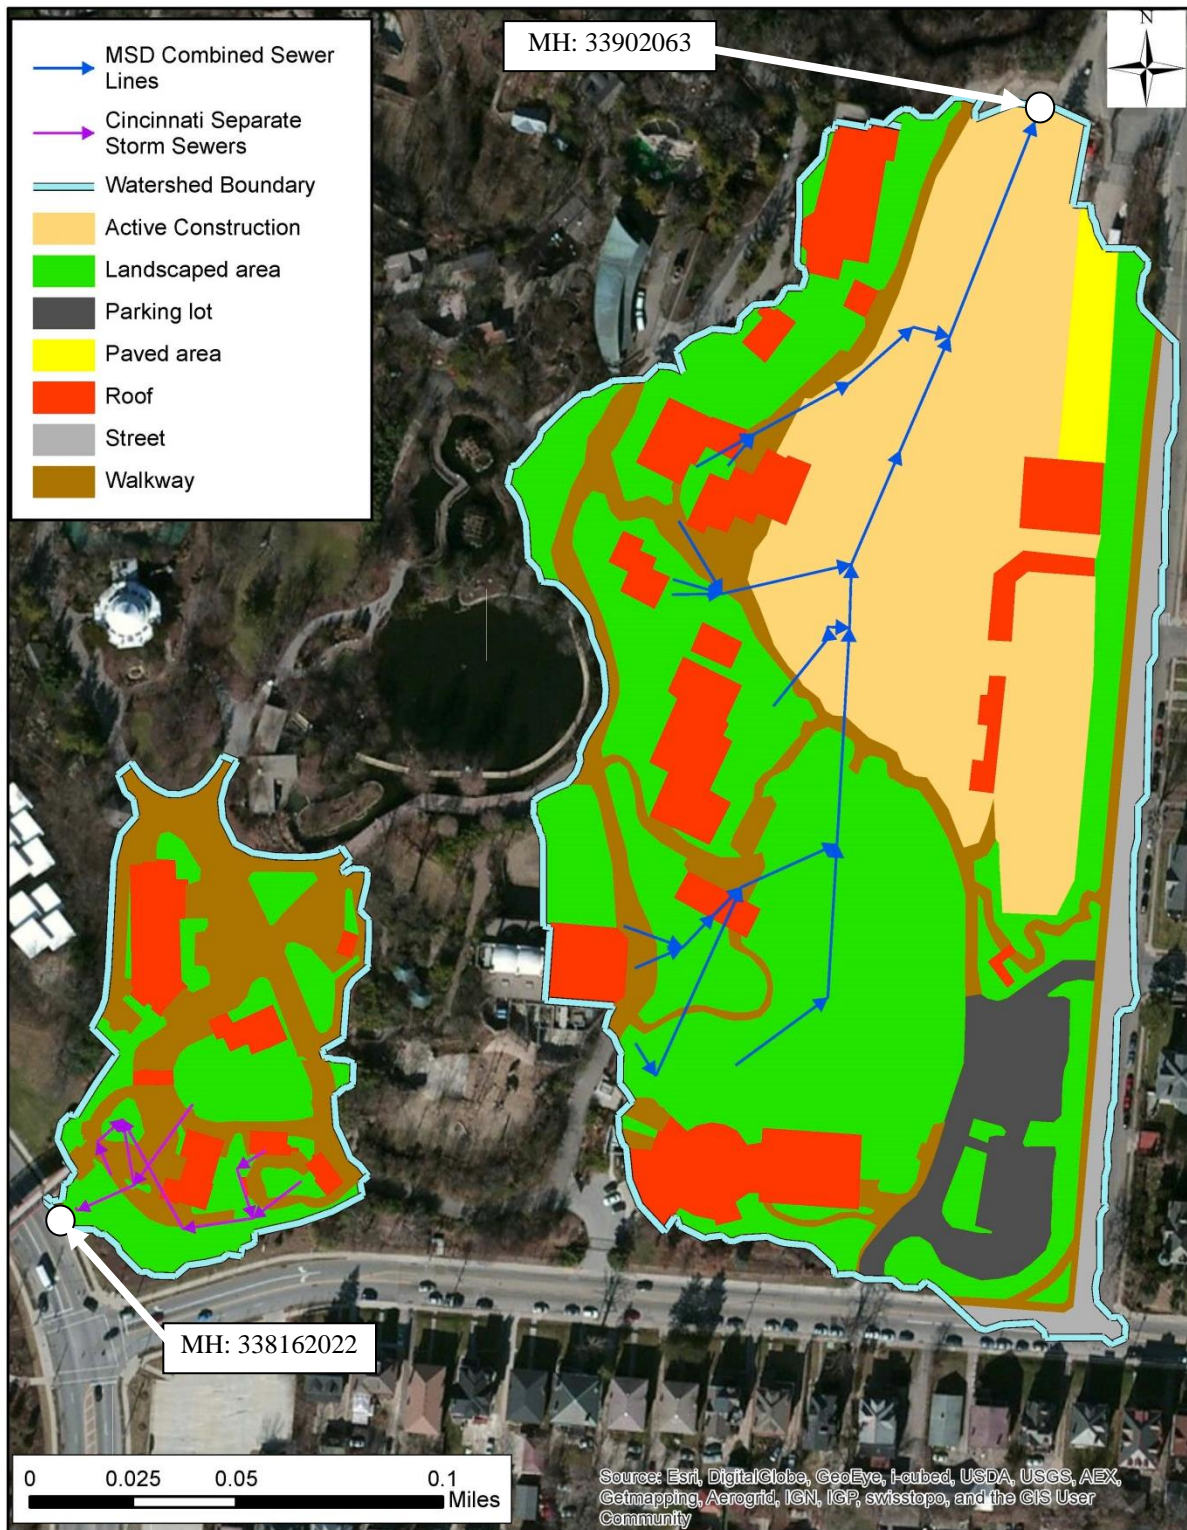 MH: 33902063
N
MSD Combined Sewer
Lines
Cincinnati Separate
Storm Sewers
Watershed Boundary
Active Construction
Landscaped area
Parking lot
Paved area
Roof
Street
Walkway
MH: 338162022
0 0.025 0.05 0.1
Miles
Source: Esri, DigitalGlobe, GeoEye, i-cubed, USDA, USGS, AEX,
Getmapping, Aerogrid, IGN, IGP, swisstopo, and the GIS User
Community